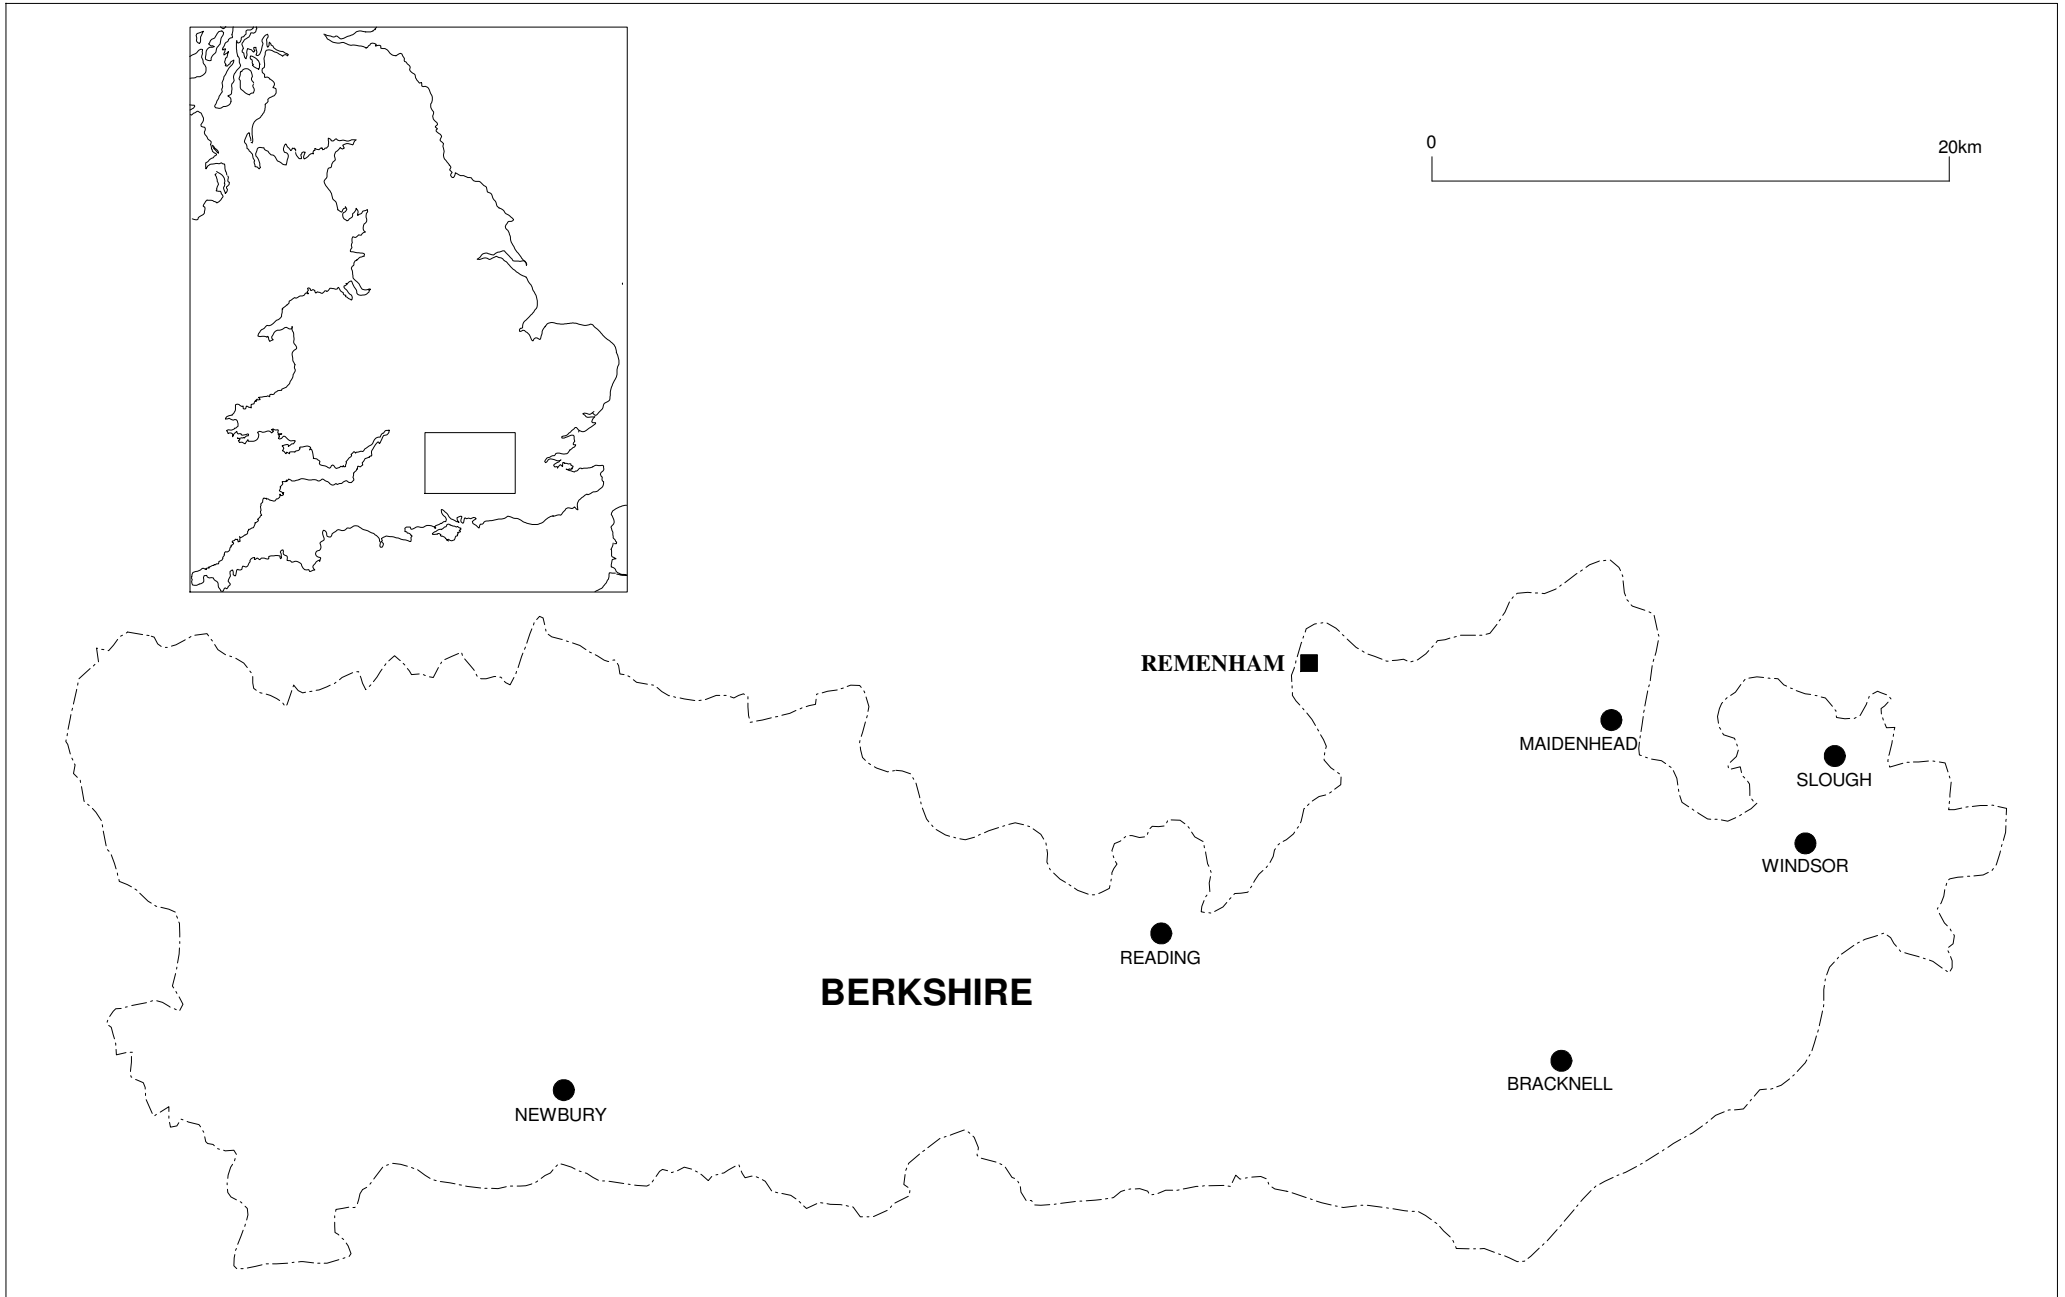 0
20km
REMENHAM
MAIDENHEAD
SLOUGH
WINDSOR
READING
BERKSHIRE
BRACKNELL
NEWBURY